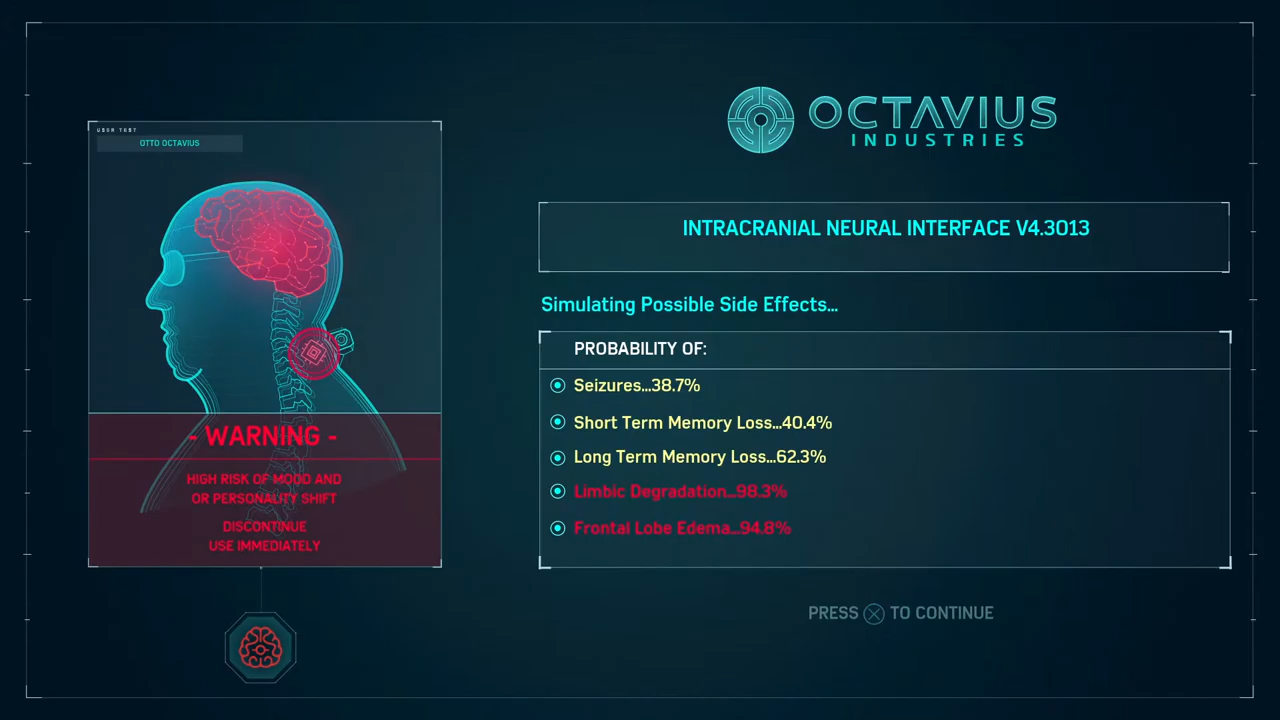 USER TEST
OTTO OCTAVIUS
- WARNING -
HIGH RISK OF MOOD AND
OR PERSONALITY SHIFT
DISCONTINUE
USE IMMEDIATELY
OCTAVIUS
INDUSTRIES
INTRACRANIAL NEURAL INTERFACE V4.3013
Simulating Possible Side Effects...
PROBABILITY OF:
Seizures...38.7%
Short Term Memory Loss...40.4%
Long Term Memory Loss...62.3%
Limbic Degradation...98.3%
Frontal Lobe Edema...94.8%
PRESS ⓧ TO CONTINUE